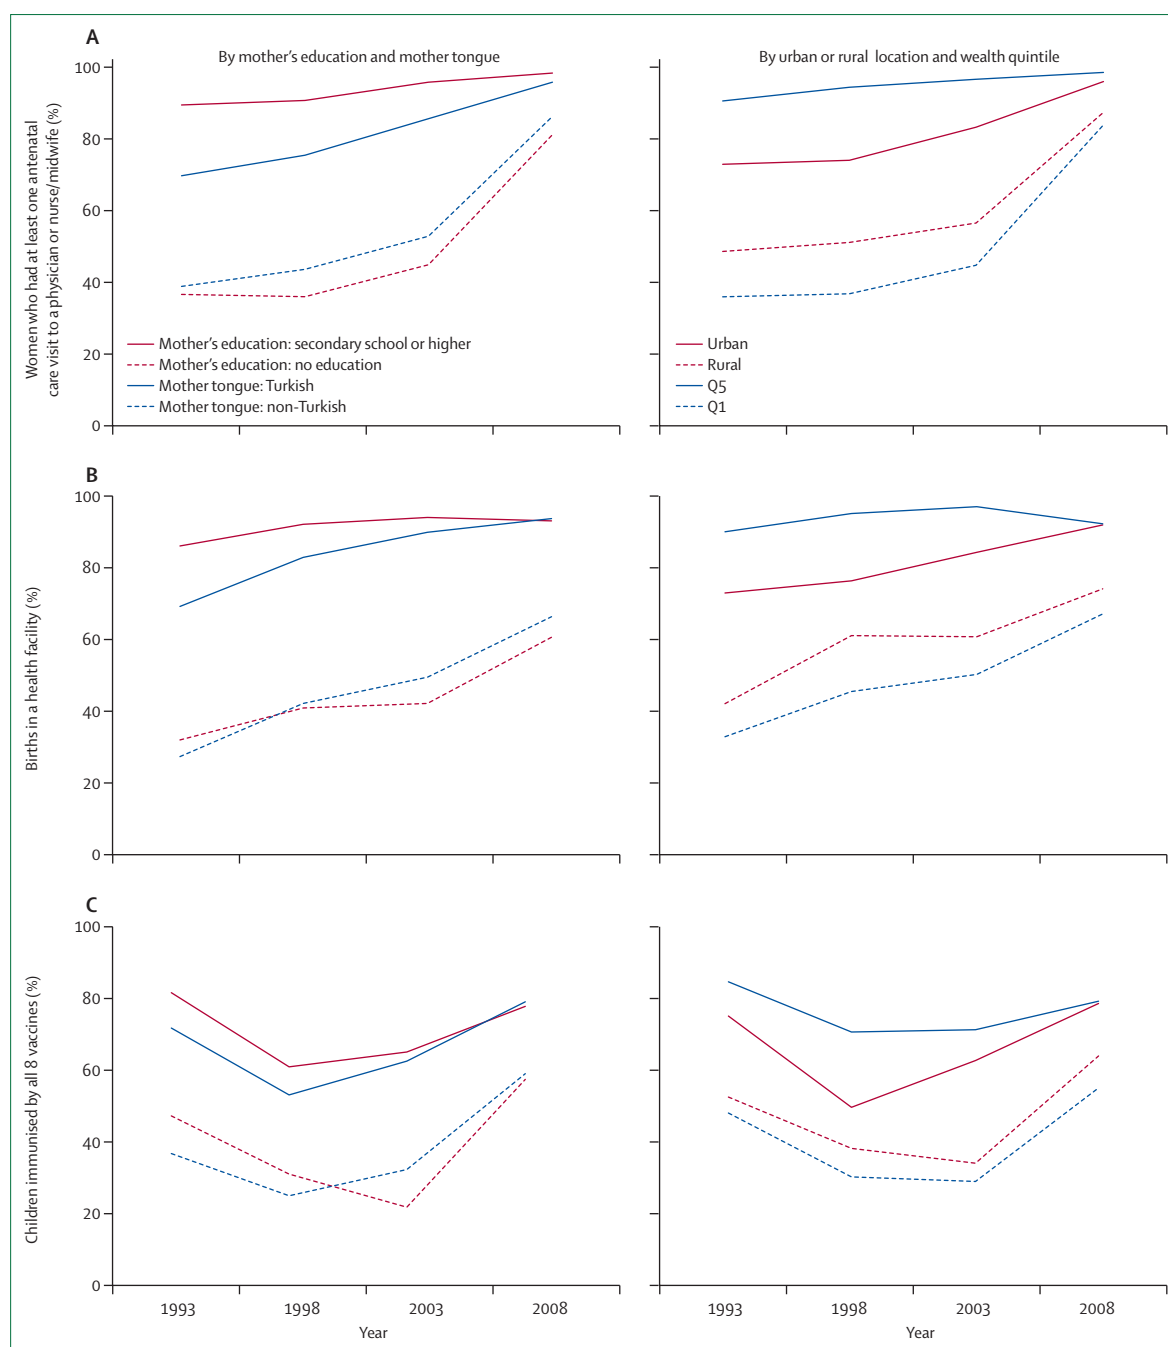 A
By mother's education and mother tongue
By urban or rural location and wealth quintile
Women who had at least one antenatal
care visit to a physician or nurse/midwife (%)
100
80
60
40
20
0
Mother's education: secondary school or higher
Mother's education: no education
Mother tongue: Turkish
Mother tongue: non-Turkish
Urban
Rural
Q5
Q1
B
Births in a health facility (%)
100
80
60
40
20
0
C
Children immunised by all 8 vaccines (%)
100
80
60
40
20
0
1993
1998
2003
2008
Year
1993
1998
2003
2008
Year